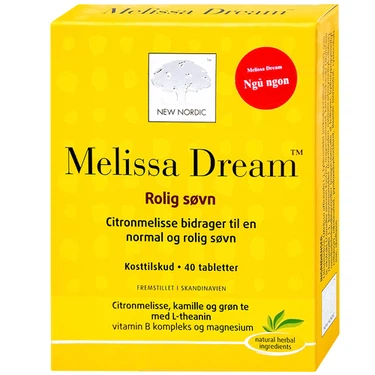 NEW NORDIC
Melissa Dream
Ngủ ngon
Melissa Dream™
Rolig søvn
Citronmelisse bidrager til en
normal og rolig søvn
Kosttilskud • 40 tabletter
FREMSTILLET I SKANDINAVIEN
Citronmelisse, kamille og grøn te
med L-theanin
vitamin B kompleks og magnesium
natural herbal
ingredients